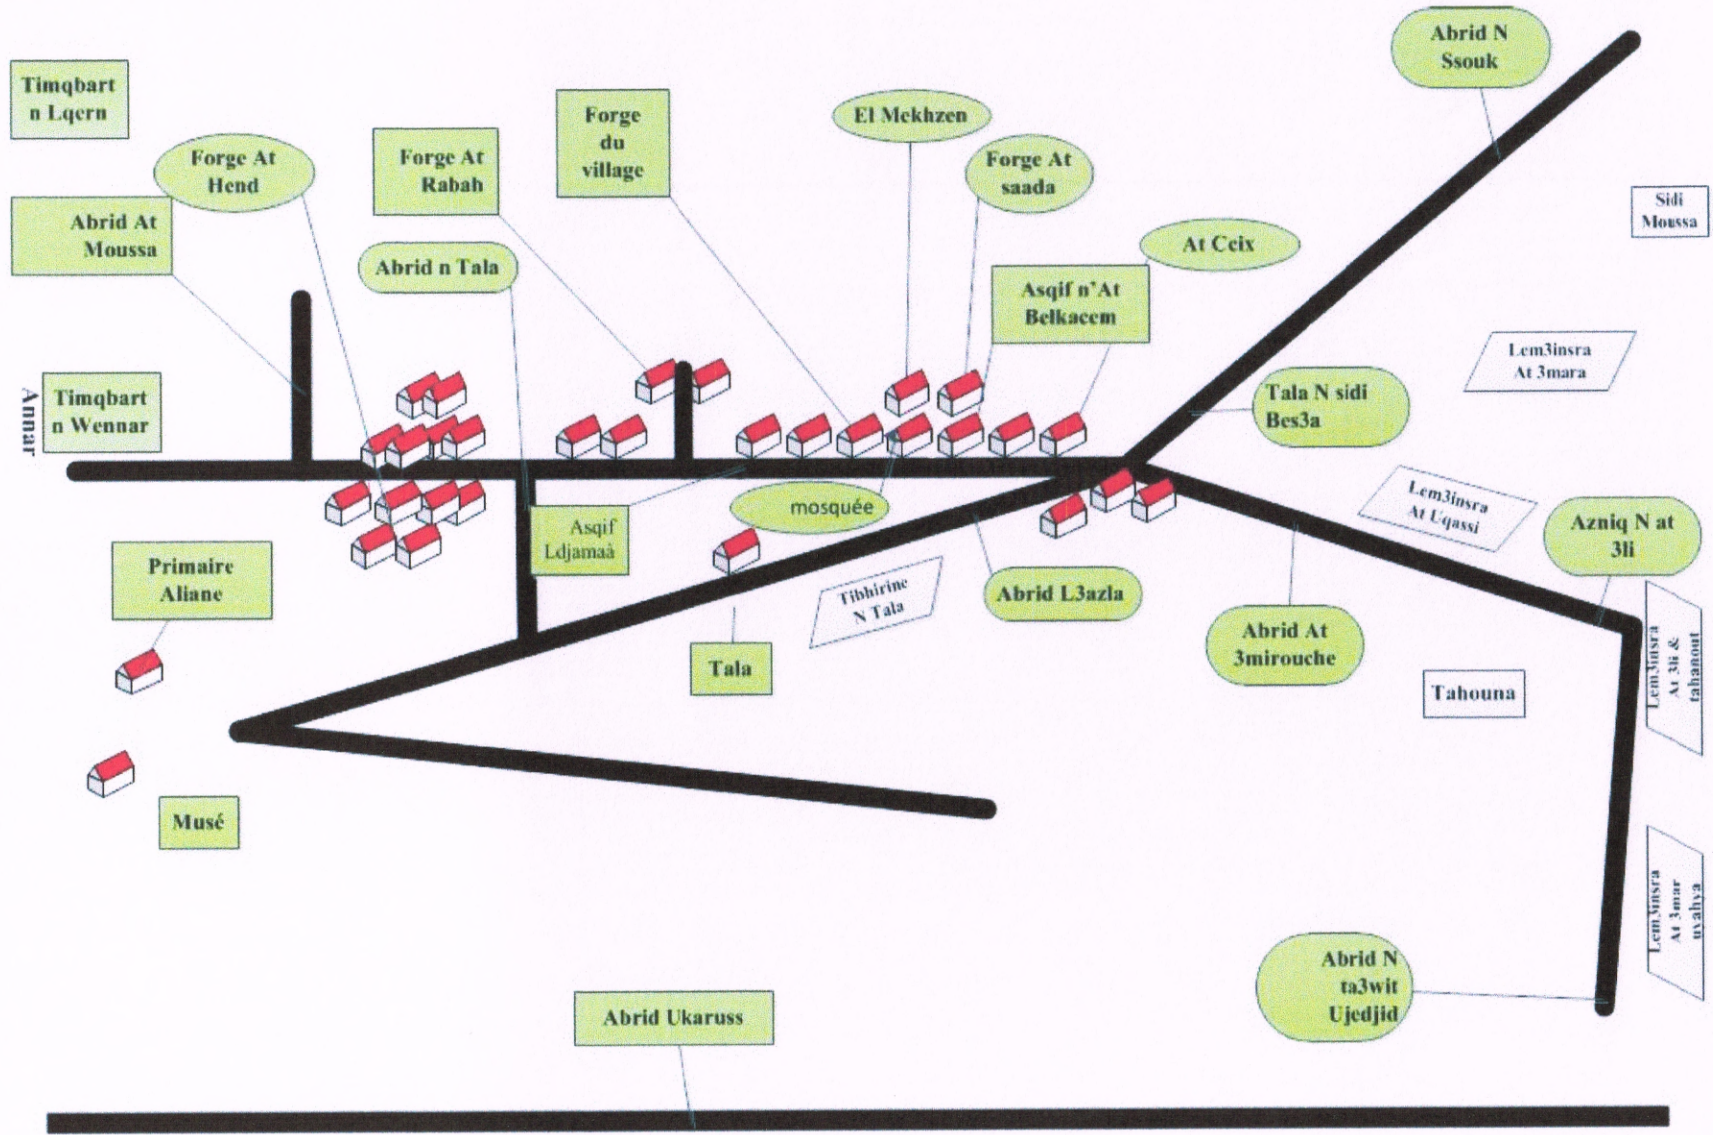 Abrid N
Ssouk
Timqbart
n Lqern
Forge
du
village
El Mekhzen
Forge At
Hend
Forge At
Rabah
Forge At
saada
Sidi
Moussa
Abrid At
Moussa
Abrid n Tala
At Ccix
Asqif n'At
Belkacem
Lem3insra
At 3mara
Annar
Timqbart
n Wennar
Tala N sidi
Bes3a
Lem3insra
At Uqassi
mosquée
Asqif
Ldjamaâ
Azniq N at
3li
Primaire
Aliane
Tibhirine
N Tala
Abrid L3azla
Abrid At
3mirouche
Tala
Lem3insra
At 3li &
tahanout
Tahouna
Musé
Lem3insra
At 3mar
uyahya
Abrid N
ta3wit
Ujedjid
Abrid Ukaruss